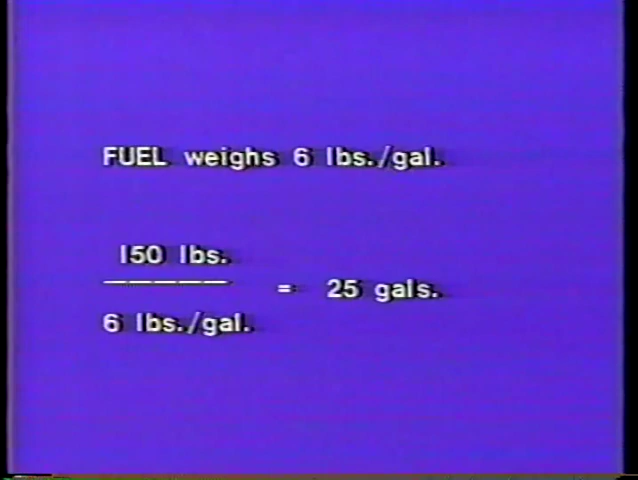 FUEL weighs 6 lbs./gal.
150 lbs.
—————
= 25 gals.
6 lbs./gal.